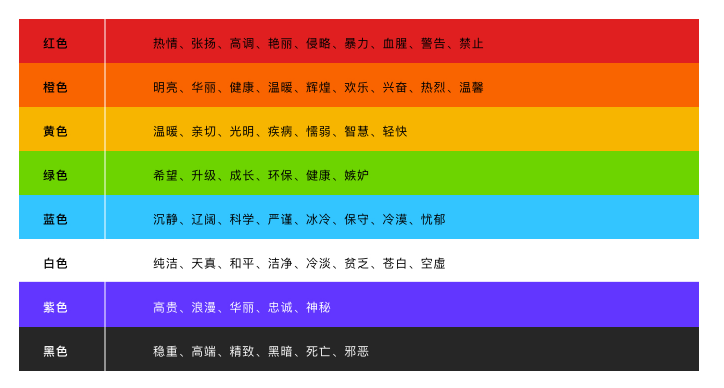 红色 热情、张扬、高调、艳丽、侵略、暴力、血腥、警告、禁止
橙色 明亮、华丽、健康、温暖、辉煌、欢乐、兴奋、热烈、温馨
黄色 温暖、亲切、光明、疾病、懦弱、智慧、轻快
绿色 希望、升级、成长、环保、健康、嫉妒
蓝色 沉静、辽阔、科学、严谨、冰冷、保守、冷漠、忧郁
白色 纯洁、天真、和平、洁净、冷淡、贫乏、苍白、空虚
紫色 高贵、浪漫、华丽、忠诚、神秘
黑色 稳重、高端、精致、黑暗、死亡、邪恶